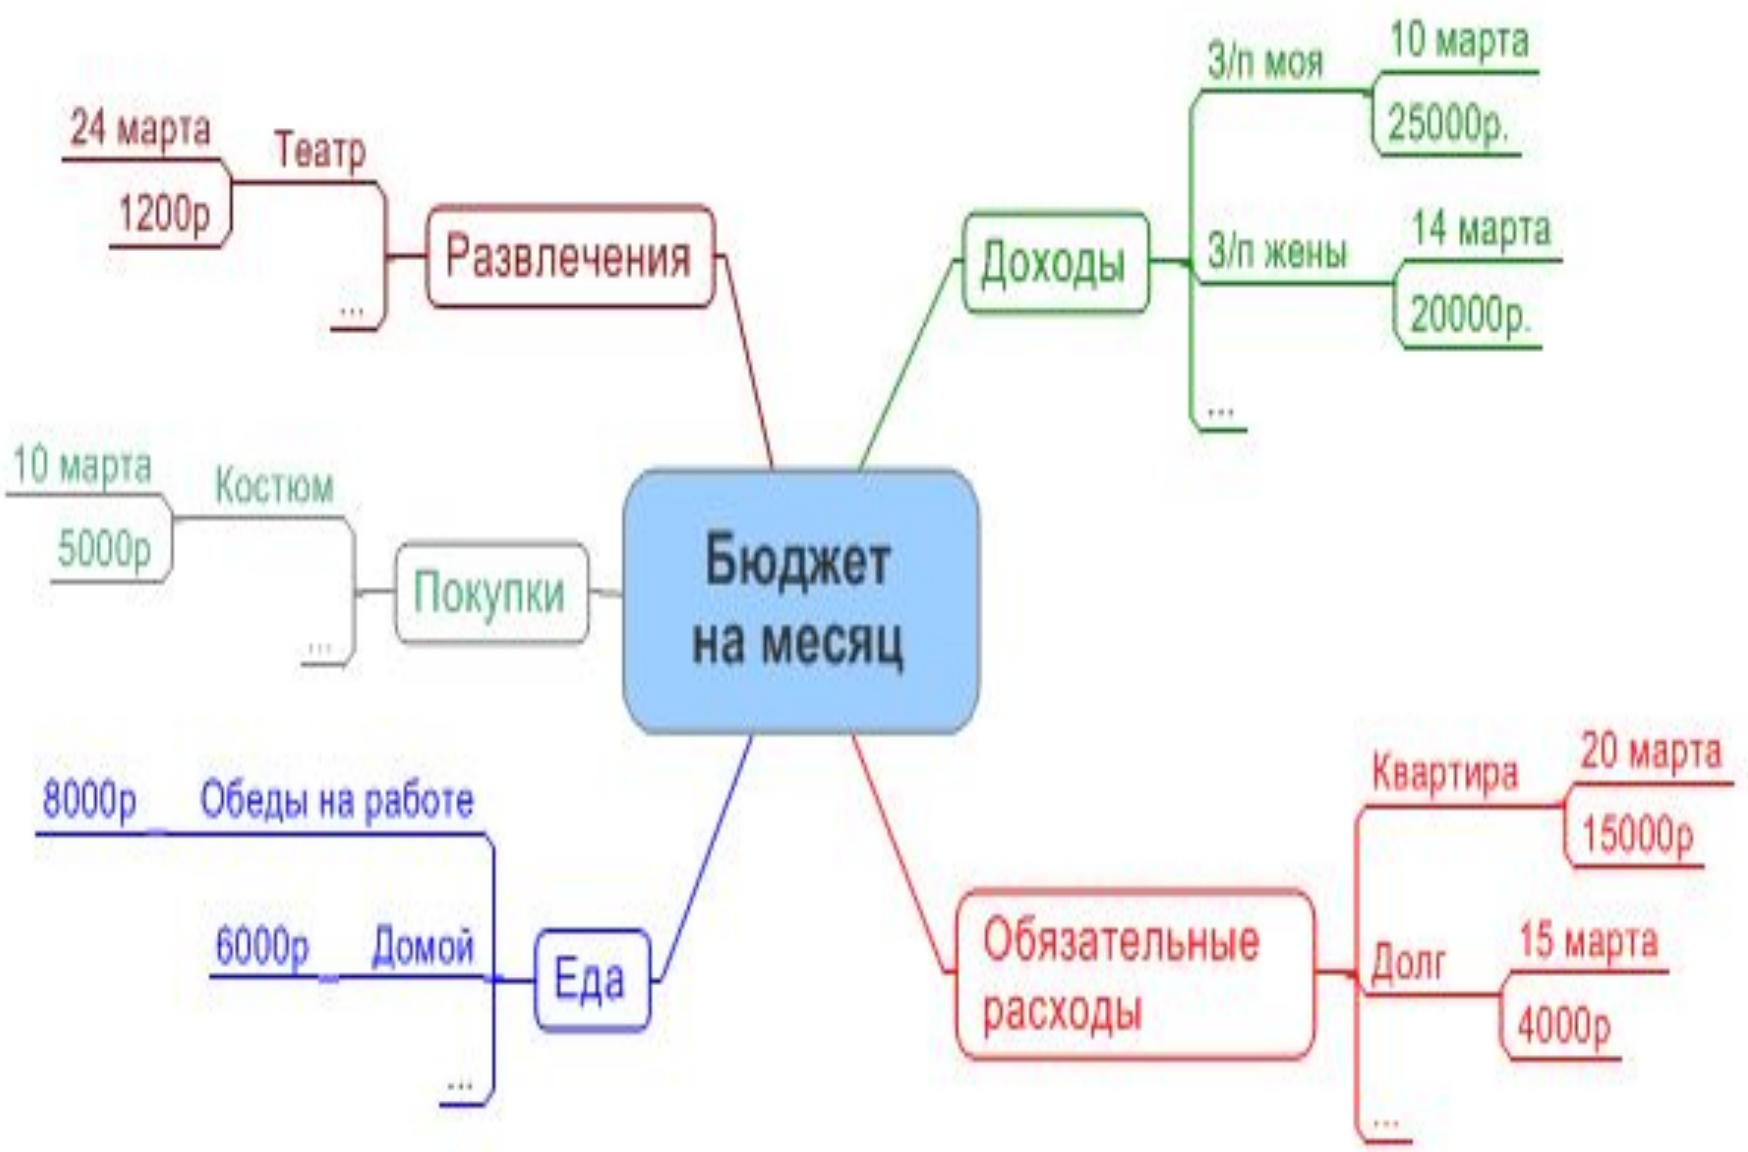 Бюджет
на месяц
Доходы
З/п моя
10 марта
25000р.
З/п жены
14 марта
20000р.
...
Обязательные
расходы
Квартира
20 марта
15000р
Долг
15 марта
4000р
...
Развлечения
Театр
24 марта
1200р
...
Покупки
Костюм
10 марта
5000р
...
Еда
Обеды на работе
8000р
Домой
6000р
...